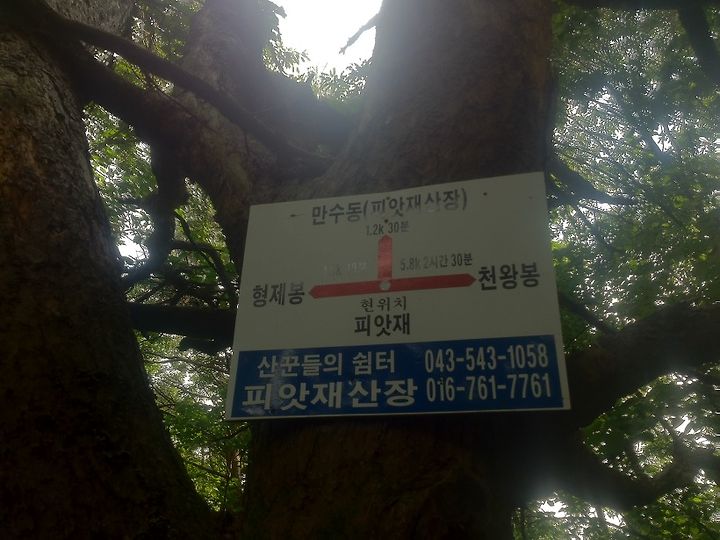 만수동(피앗재산장)
1.2k 30분
5.8k 2시간 30분
형제봉
천왕봉
현위치
피앗재
산꾼들의 쉼터 043-543-1058
피앗재산장 016-761-7761